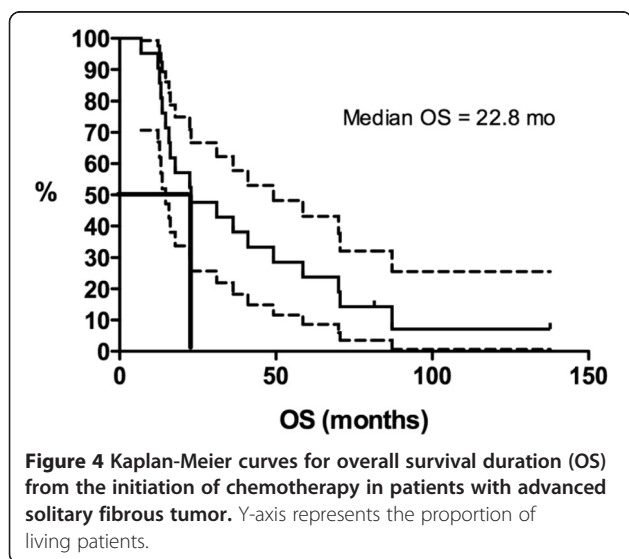 100
90
80
70
60
50
40
30
20
10
0
%
Median OS = 22.8 mo
0
50
100
150
OS (months)
Figure 4 Kaplan-Meier curves for overall survival duration (OS)
from the initiation of chemotherapy in patients with advanced
solitary fibrous tumor. Y-axis represents the proportion of
living patients.